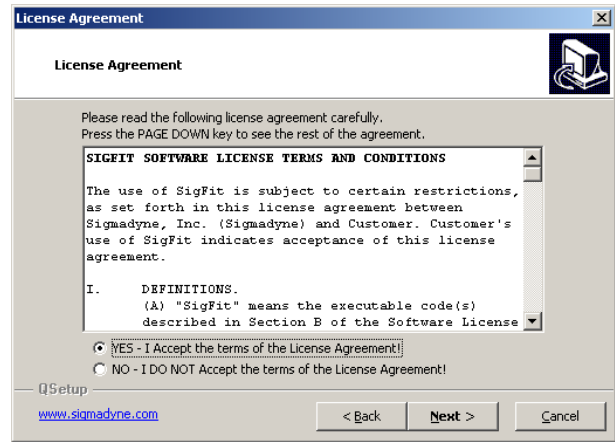 License Agreement
License Agreement
Please read the following license agreement carefully.
Press the PAGE DOWN key to see the rest of the agreement.
SIGFIT SOFTWARE LICENSE TERMS AND CONDITIONS
The use of SigFit is subject to certain restrictions,
as set forth in this license agreement between
Sigmadyne, Inc. (Sigmadyne) and Customer. Customer's
use of SigFit indicates acceptance of this license
agreement.
I. DEFINITIONS.
(A) "SigFit" means the executable code(s)
described in Section B of the Software License
YES - I Accept the terms of the License Agreement!
NO - I DO NOT Accept the terms of the License Agreement!
QSetup
www.sigmadyne.com
< Back
Next >
Cancel